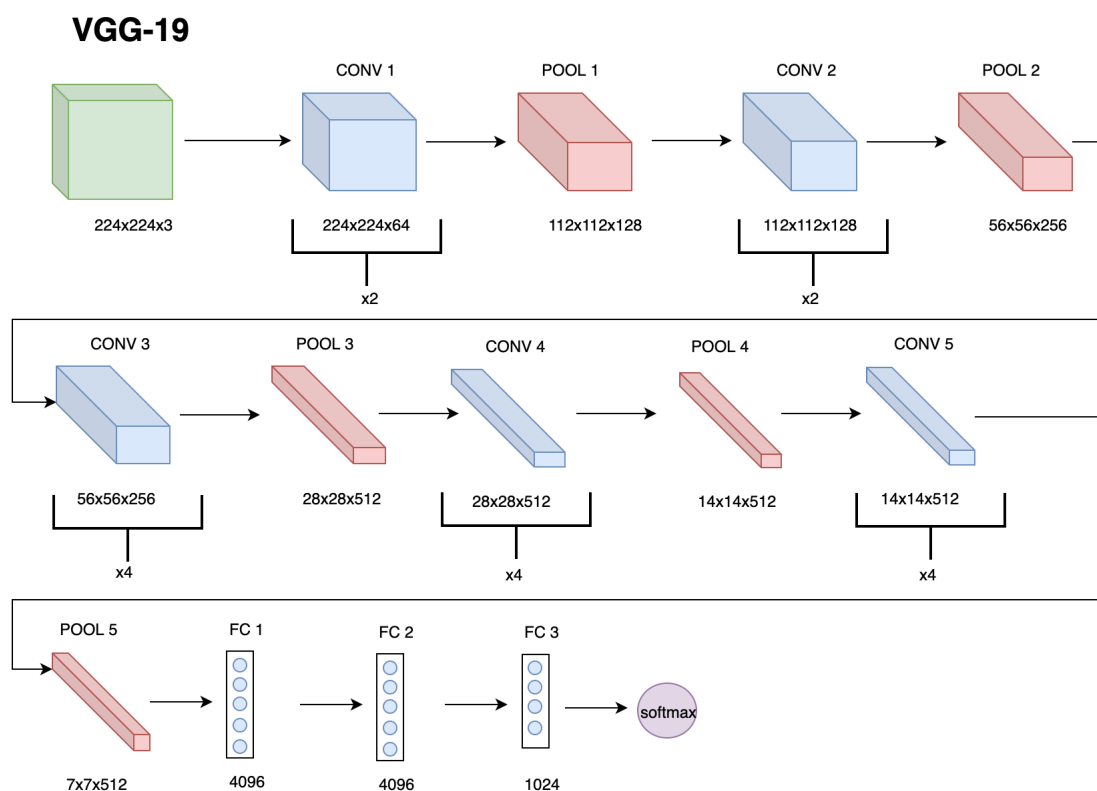 VGG-19
CONV 1
POOL 1
CONV 2
POOL 2
224x224x3
224x224x64
112x112x128
112x112x128
56x56x256
x2
x2
CONV 3
POOL 3
CONV 4
POOL 4
CONV 5
56x56x256
28x28x512
28x28x512
14x14x512
14x14x512
x4
x4
x4
POOL 5
FC 1
FC 2
FC 3
softmax
7x7x512
4096
4096
1024